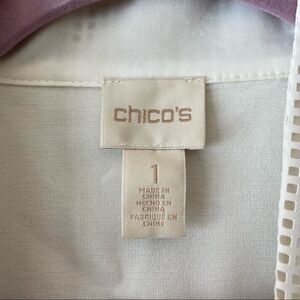 chico's
1
MADE IN
CHINA
HECHO EN
CHINA
FABRIQUÉ EN
CHINE